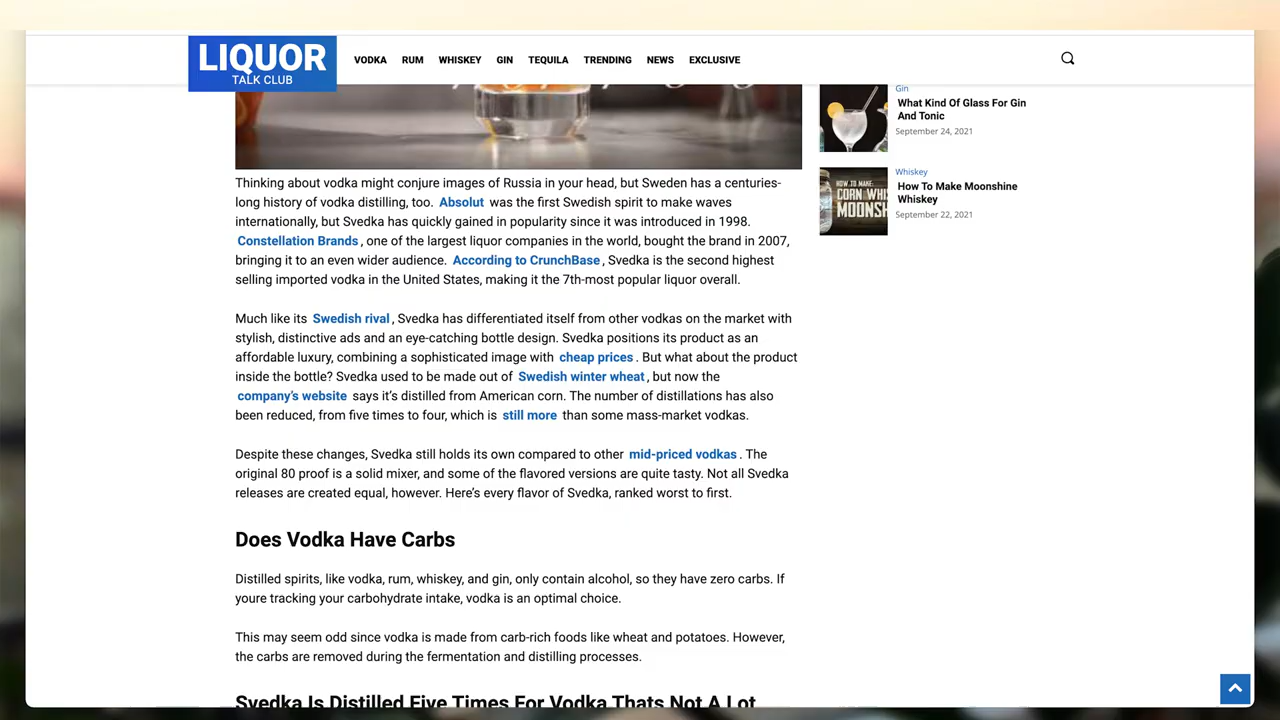 LIQUOR
TALK CLUB
VODKA RUM WHISKEY GIN TEQUILA TRENDING NEWS EXCLUSIVE
Gin
What Kind Of Glass For Gin
And Tonic
September 24, 2021
HOW TO MAKE:
CORN WHIS
MOONSH
Whiskey
How To Make Moonshine
Whiskey
September 22, 2021
Thinking about vodka might conjure images of Russia in your head, but Sweden has a centuries-
long history of vodka distilling, too. Absolut was the first Swedish spirit to make waves
internationally, but Svedka has quickly gained in popularity since it was introduced in 1998.
Constellation Brands, one of the largest liquor companies in the world, bought the brand in 2007,
bringing it to an even wider audience. According to CrunchBase, Svedka is the second highest
selling imported vodka in the United States, making it the 7th-most popular liquor overall.
Much like its Swedish rival, Svedka has differentiated itself from other vodkas on the market with
stylish, distinctive ads and an eye-catching bottle design. Svedka positions its product as an
affordable luxury, combining a sophisticated image with cheap prices. But what about the product
inside the bottle? Svedka used to be made out of Swedish winter wheat, but now the
company's website says it's distilled from American corn. The number of distillations has also
been reduced, from five times to four, which is still more than some mass-market vodkas.
Despite these changes, Svedka still holds its own compared to other mid-priced vodkas. The
original 80 proof is a solid mixer, and some of the flavored versions are quite tasty. Not all Svedka
releases are created equal, however. Here's every flavor of Svedka, ranked worst to first.
Does Vodka Have Carbs
Distilled spirits, like vodka, rum, whiskey, and gin, only contain alcohol, so they have zero carbs. If
youre tracking your carbohydrate intake, vodka is an optimal choice.
This may seem odd since vodka is made from carb-rich foods like wheat and potatoes. However,
the carbs are removed during the fermentation and distilling processes.
Svedka Is Distilled Five Times For Vodka Thats Not A Lot